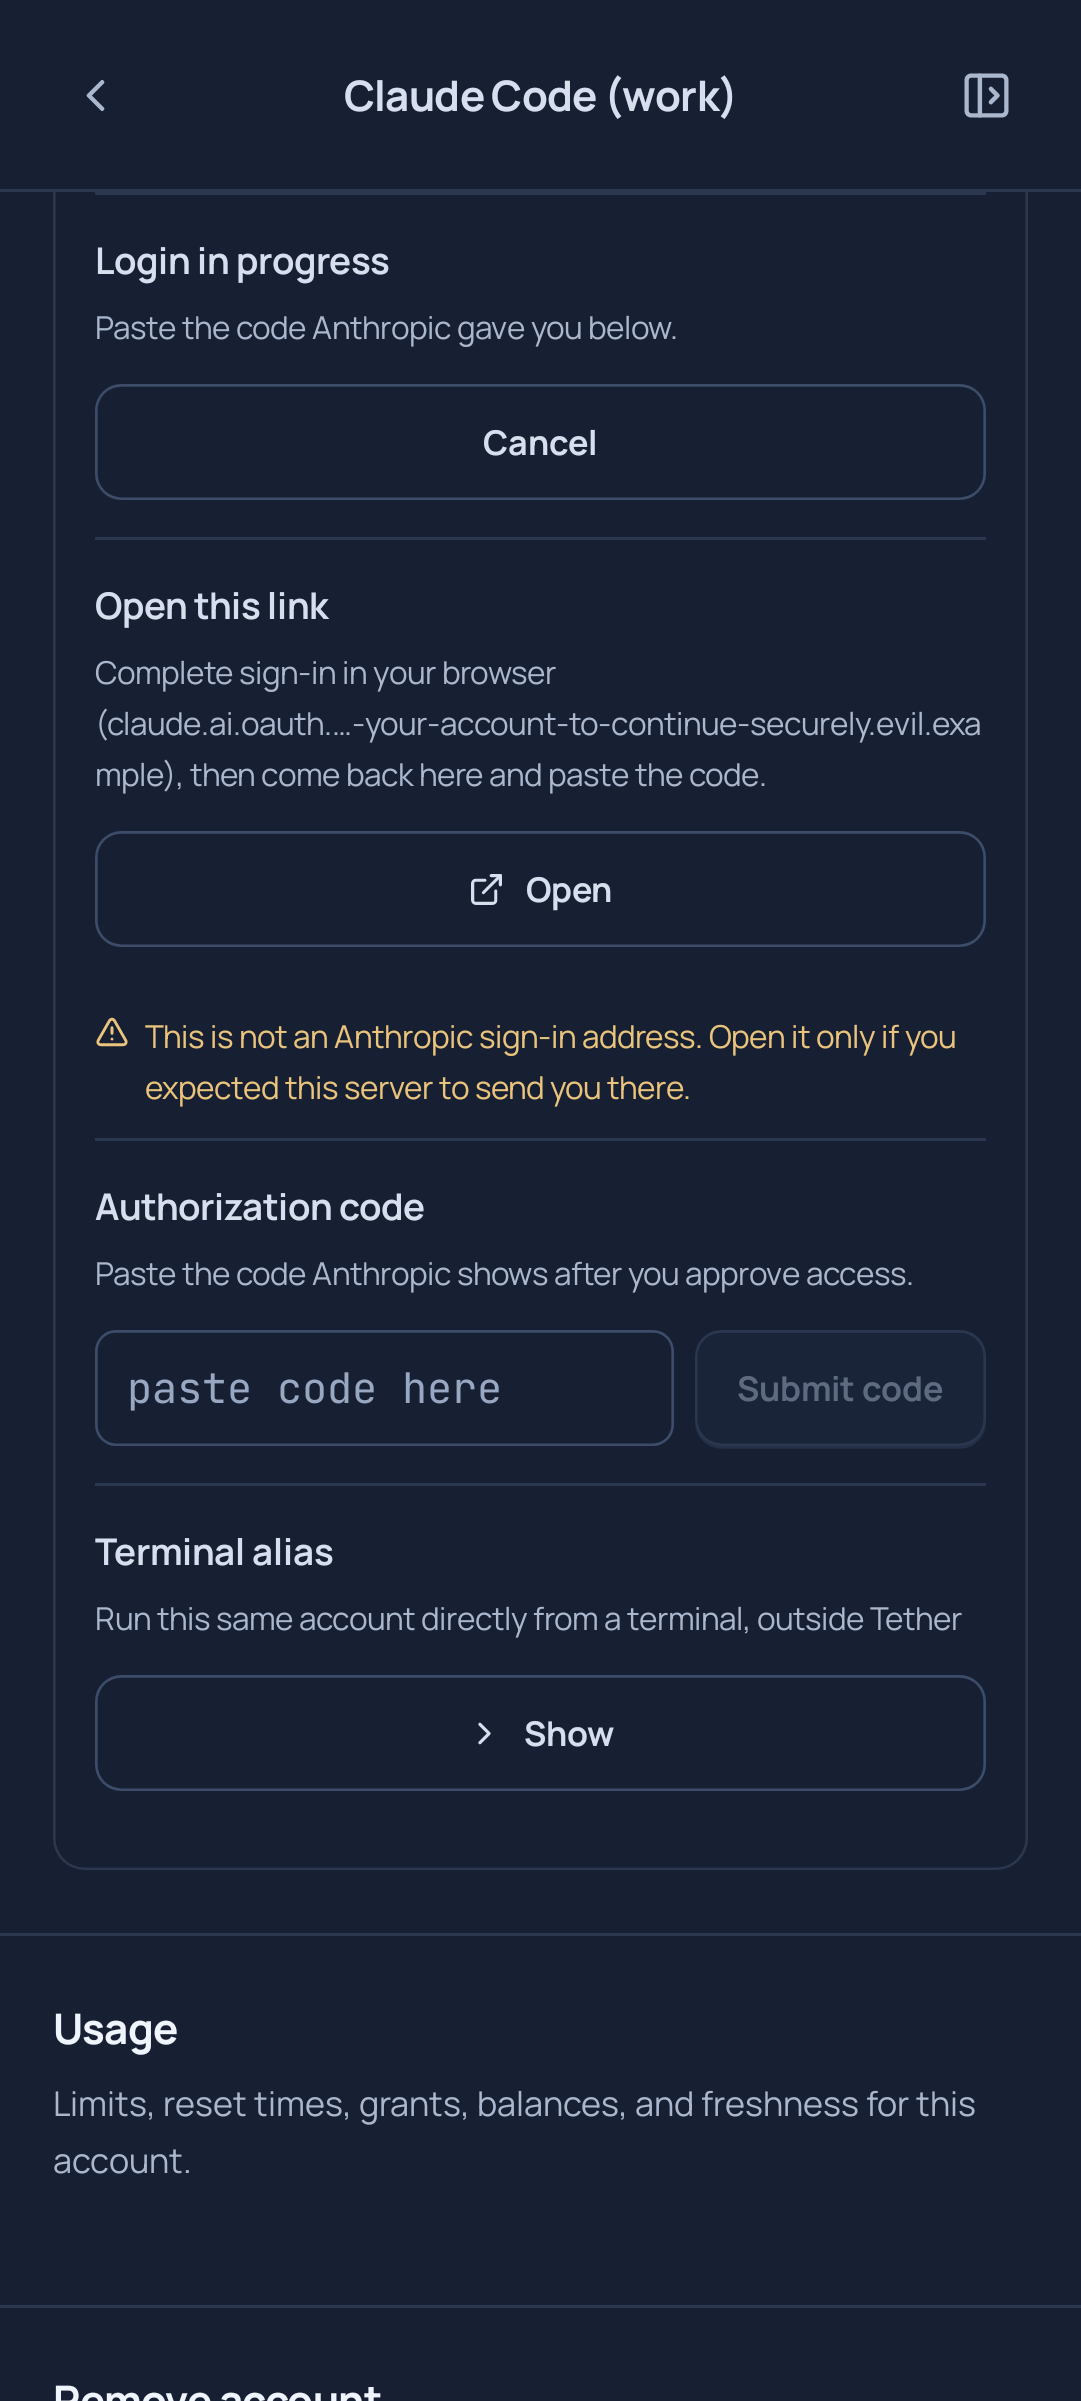 Claude Code (work)
Login in progress
Paste the code Anthropic gave you below.
Cancel
Open this link
Complete sign-in in your browser
(claude.ai.oauth.…-your-account-to-continue-securely.evil.exa
mple), then come back here and paste the code.
Open
This is not an Anthropic sign-in address. Open it only if you
expected this server to send you there.
Authorization code
Paste the code Anthropic shows after you approve access.
paste code here
Submit code
Terminal alias
Run this same account directly from a terminal, outside Tether
Show
Usage
Limits, reset times, grants, balances, and freshness for this
account.
Remove account